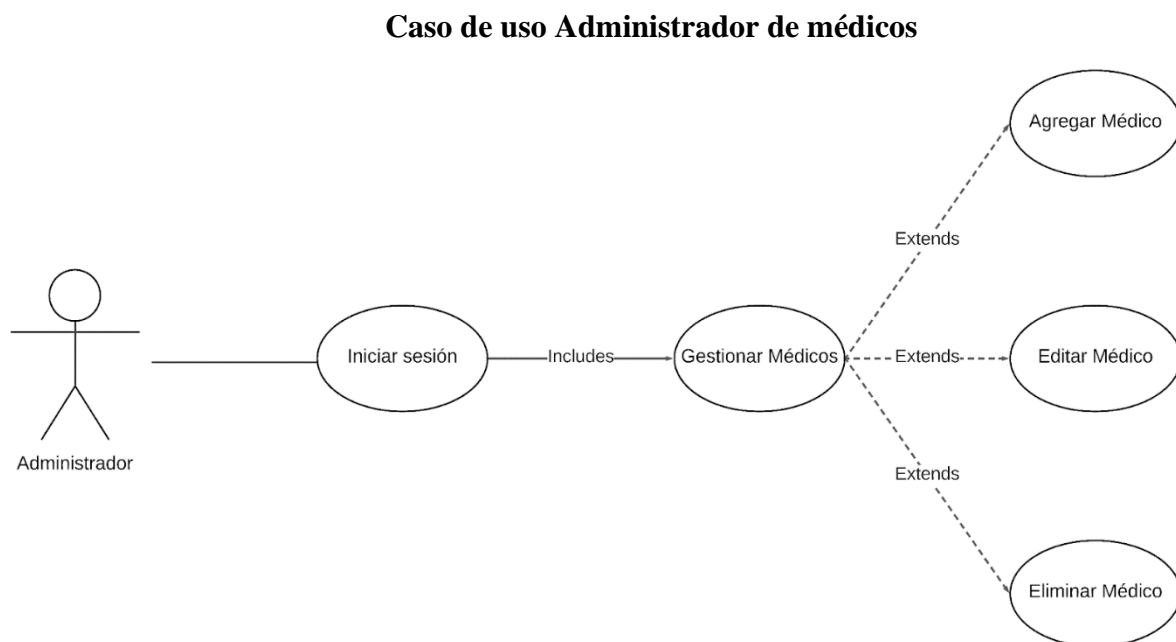 Caso de uso Administrador de médicos
Agregar Médico
Extends
Iniciar sesión
Includes
Gestionar Médicos
Extends
Editar Médico
Administrador
Extends
Eliminar Médico